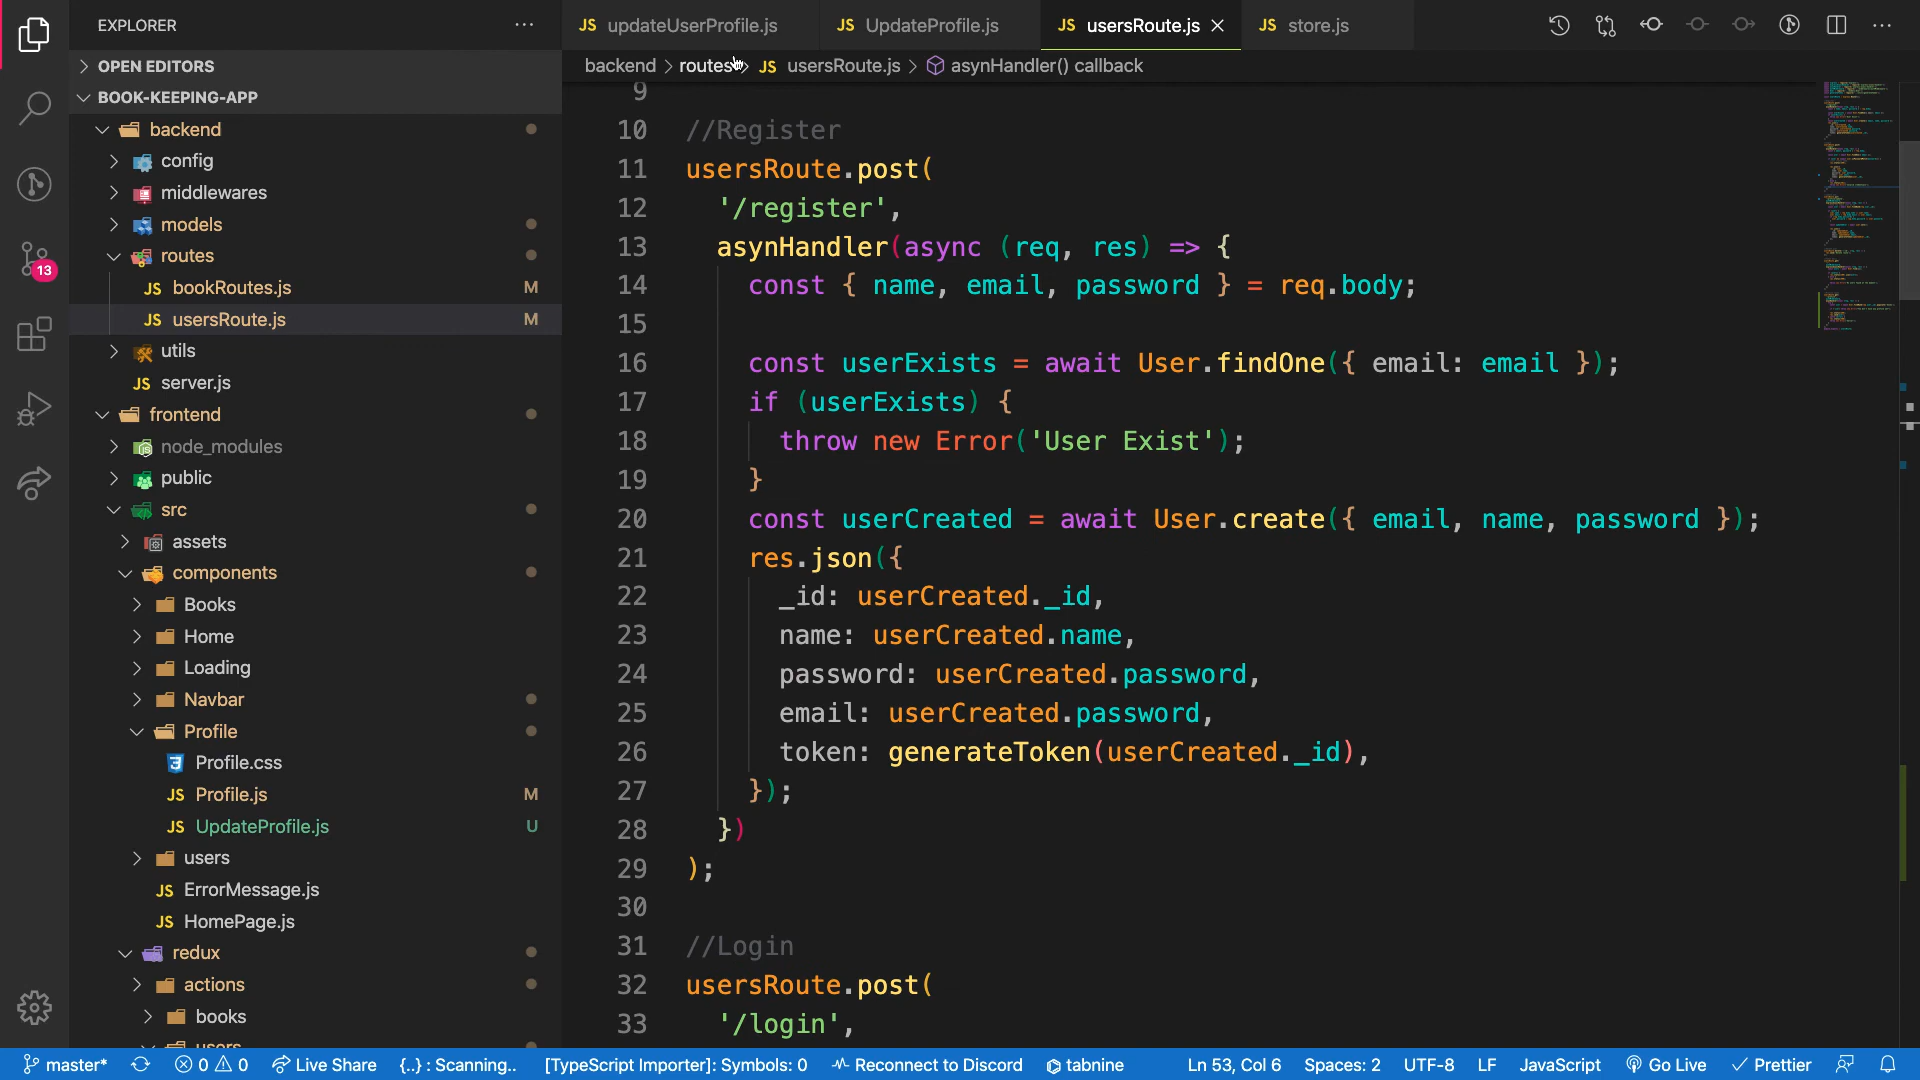 EXPLORER
OPEN EDITORS
BOOK-KEEPING-APP
backend
config
middlewares
models
routes
JS bookRoutes.js M
JS usersRoute.js M
utils
JS server.js
frontend
node_modules
public
src
assets
components
Books
Home
Loading
Navbar
Profile
Profile.css
JS Profile.js M
JS UpdateProfile.js U
users
JS ErrorMessage.js
JS HomePage.js
redux
actions
books
users
13
JS updateUserProfile.js JS UpdateProfile.js JS usersRoute.js JS store.js
backend > routes > JS usersRoute.js > asynHandler() callback
9
10 //Register
11 usersRoute.post(
12 '/register',
13 asynHandler(async (req, res) => {
14 const { name, email, password } = req.body;
15
16 const userExists = await User.findOne({ email: email });
17 if (userExists) {
18 throw new Error('User Exist');
19 }
20 const userCreated = await User.create({ email, name, password });
21 res.json({
22 _id: userCreated._id,
23 name: userCreated.name,
24 password: userCreated.password,
25 email: userCreated.password,
26 token: generateToken(userCreated._id),
27 });
28 })
29 );
30
31 //Login
32 usersRoute.post(
33 '/login',
master* 0 0 Live Share {..} : Scanning.. [TypeScript Importer]: Symbols: 0 Reconnect to Discord tabnine Ln 53, Col 6 Spaces: 2 UTF-8 LF JavaScript Go Live Prettier